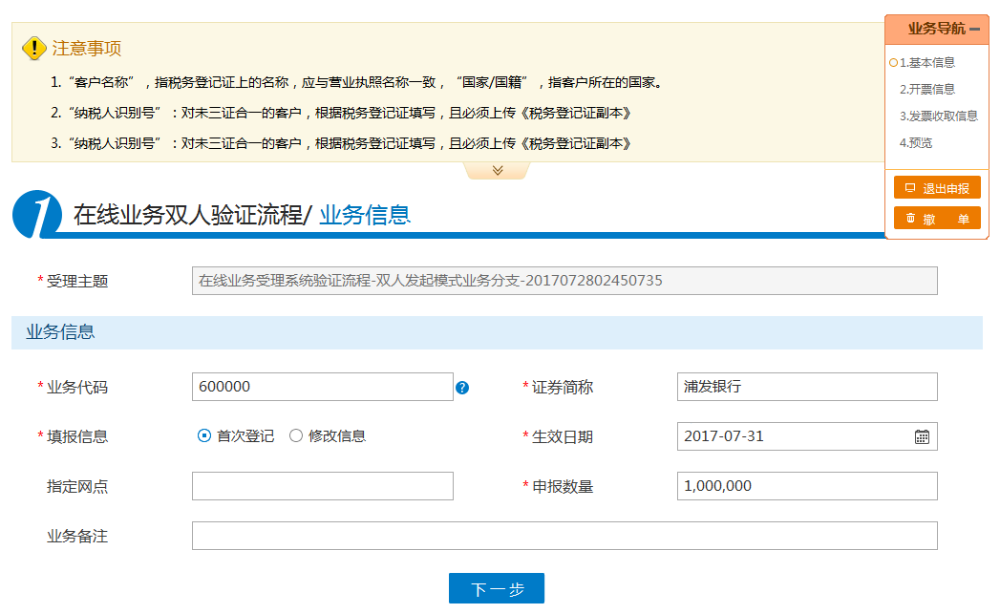 注意事项
1.“客户名称”，指税务登记证上的名称，应与营业执照名称一致，“国家/国籍”，指客户所在的国家。
2.“纳税人识别号”：对未三证合一的客户，根据税务登记证填写，且必须上传《税务登记证副本》
3.“纳税人识别号”：对未三证合一的客户，根据税务登记证填写，且必须上传《税务登记证副本》
业务导航
1.基本信息
2.开票信息
3.发票收取信息
4.预览
退出申报
撤 单
1 在线业务双人验证流程/ 业务信息
*受理主题 在线业务受理系统验证流程-双人发起模式业务分支-2017072802450735
业务信息
*业务代码 600000 ? *证券简称 浦发银行
*填报信息 首次登记 修改信息 *生效日期 2017-07-31
指定网点 *申报数量 1,000,000
业务备注
下一步